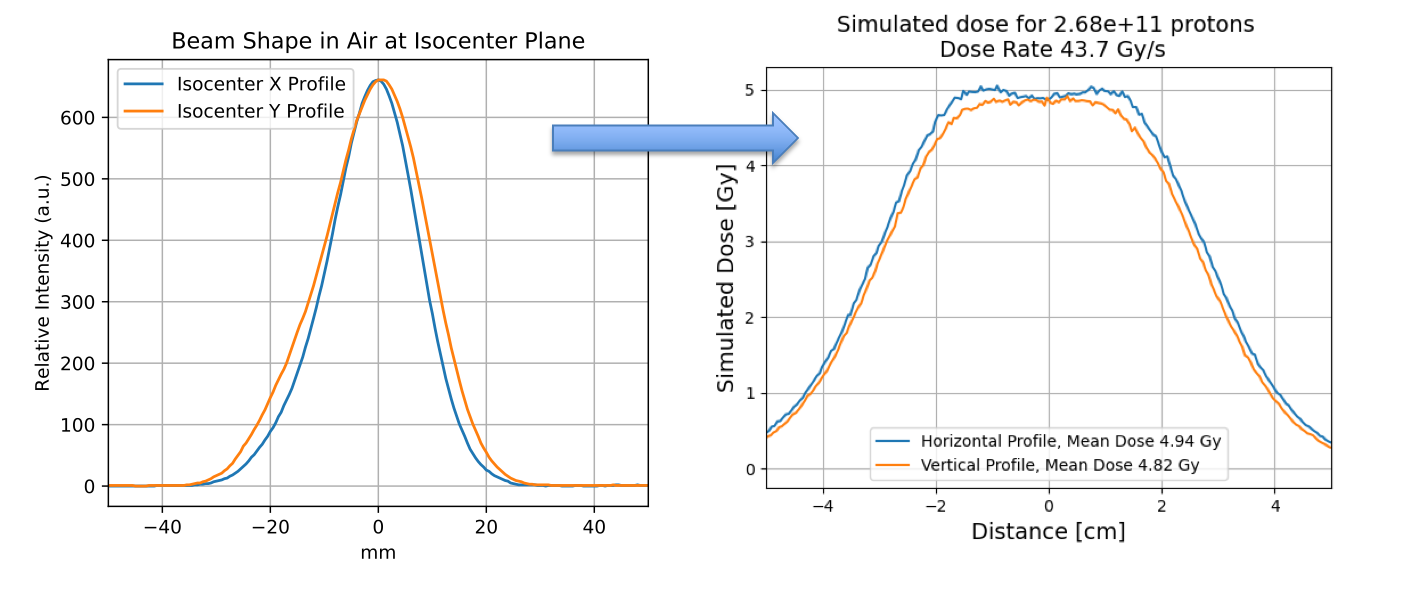 Beam Shape in Air at Isocenter Plane
Isocenter X Profile
Isocenter Y Profile
Relative Intensity (a.u.)
600
500
400
300
200
100
0
−40
−20
0
20
40
mm
Simulated dose for 2.68e+11 protons
Dose Rate 43.7 Gy/s
Simulated Dose [Gy]
5
4
3
2
1
0
Horizontal Profile, Mean Dose 4.94 Gy
Vertical Profile, Mean Dose 4.82 Gy
−4
−2
0
2
4
Distance [cm]